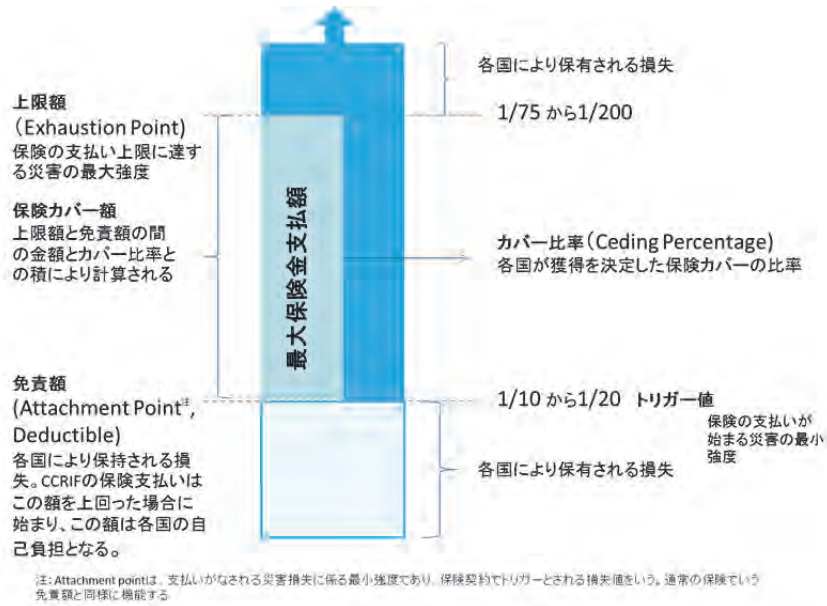 各国により保有される損失
上限額
（Exhaustion Point)
保険の支払い上限に達す
る災害の最大強度
1/75 から1/200
保険カバー額
上限額と免責額の間
の金額とカバー比率と
の積により計算される
最大保険金支払額
カバー比率（Ceding Percentage)
各国が獲得を決定した保険カバーの比率
免責額
(Attachment Point注,
Deductible)
各国により保持される損
失。CCRIFの保険支払いは
この額を上回った場合に
始まり、この額は各国の自
己負担となる。
1/10 から1/20 トリガー値
保険の支払いが
始まる災害の最小
強度
各国により保有される損失
注：Attachment pointは、支払いがなされる災害損失に係る最小強度であり、保険契約でトリガーとされる損失値をいう。通常の保険でいう
免責額と同様に機能する